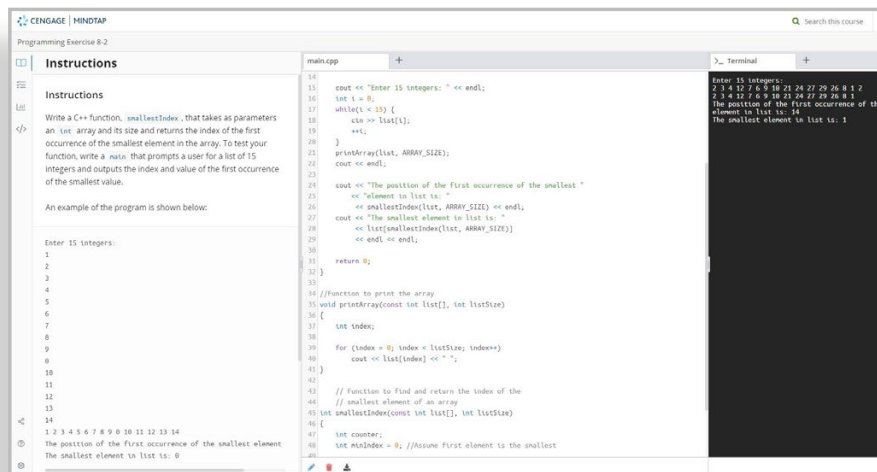 CENGAGE | MINDTAP
Search this course
Programming Exercise 8-2
Instructions
Instructions
Write a C++ function, smallestIndex, that takes as parameters
an int array and its size and returns the index of the first
occurrence of the smallest element in the array. To test your
function, write a main that prompts a user for a list of 15
integers and outputs the index and value of the first occurrence
of the smallest value.
An example of the program is shown below:
Enter 15 integers:
1
2
3
4
5
6
7
8
9
0
10
11
12
13
14
1 2 3 4 5 6 7 8 9 0 10 11 12 13 14
The position of the first occurrence of the smallest element
The smallest element in list is: 0
main.cpp +
14
15 cout << "Enter 15 integers: " << endl;
16 int i = 0;
17 while(i < 15) {
18 cin >> list[i];
19 ++i;
20 }
21 printArray(list, ARRAY_SIZE);
22 cout << endl;
23
24 cout << "The position of the first occurrence of the smallest "
25 << "element in list is: "
26 << smallestIndex(list, ARRAY_SIZE) << endl;
27 cout << "The smallest element in list is: "
28 << list[smallestIndex(list, ARRAY_SIZE)]
29 << endl << endl;
30
31 return 0;
32 }
33
34 //Function to print the array
35 void printArray(const int list[], int listSize)
36 {
37 int index;
38
39 for (index = 0; index < listSize; index++)
40 cout << list[index] << " ";
41 }
42
43 // function to find and return the index of the
44 // smallest element of an array
45 int smallestIndex(const int list[], int listSize)
46 {
47 int counter;
48 int minIndex = 0; //Assume first element is the smallest
49
>_ Terminal +
Enter 15 integers:
2 3 4 12 7 6 9 10 21 24 27 29 26 8 1 2
2 3 4 12 7 6 9 10 21 24 27 29 26 8 1
The position of the first occurrence of th
element in list is: 14
The smallest element in list is: 1